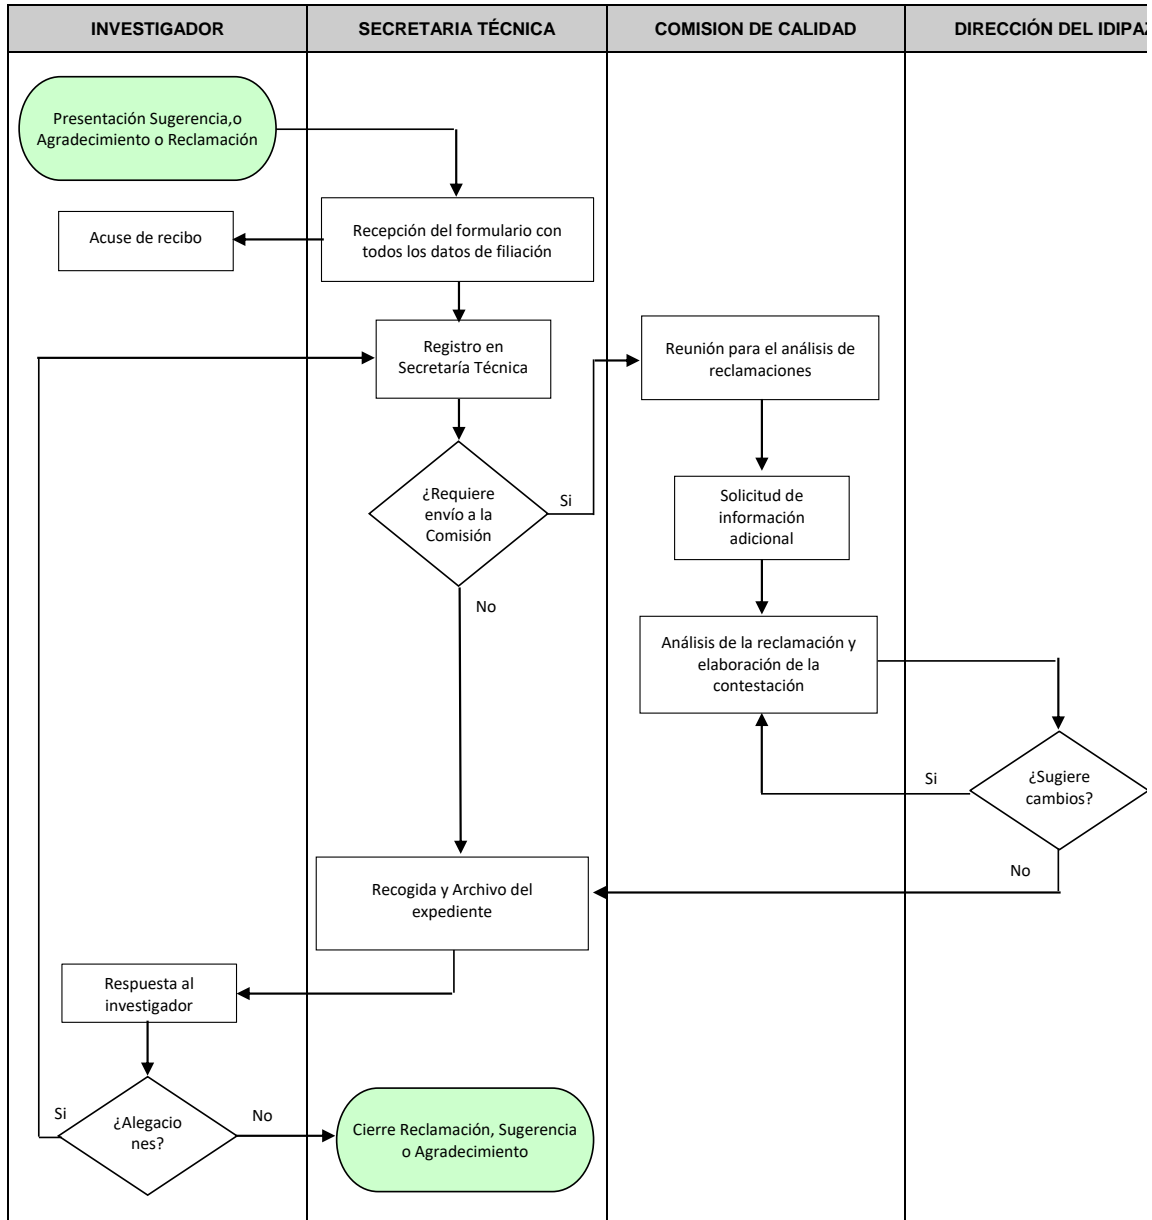 INVESTIGADOR
SECRETARIA TÉCNICA
COMISION DE CALIDAD
DIRECCIÓN DEL IDIPAZ
Presentación Sugerencia,o
Agradecimiento o Reclamación
Acuse de recibo
Recepción del formulario con
todos los datos de filiación
Registro en
Secretaría Técnica
Reunión para el análisis de
reclamaciones
¿Requiere
envío a la
Comisión
Si
No
Solicitud de
información
adicional
Análisis de la reclamación y
elaboración de la
contestación
¿Sugiere
cambios?
Si
No
Recogida y Archivo del
expediente
Respuesta al
investigador
¿Alegacio
nes?
Si
No
Cierre Reclamación, Sugerencia
o Agradecimiento